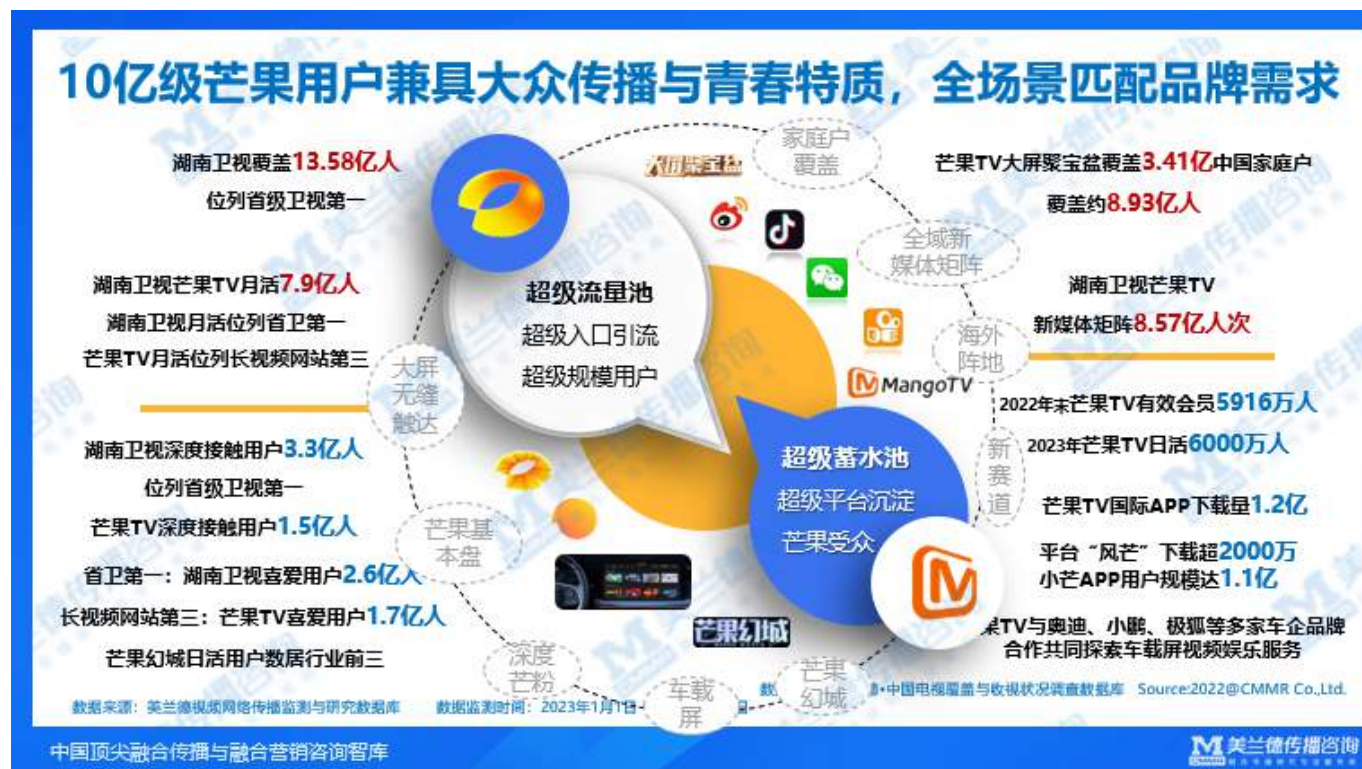 10亿级芒果用户兼具大众传播与青春特质，全场景匹配品牌需求
湖南卫视覆盖13.58亿人
位列省级卫视第一
湖南卫视芒果TV月活7.9亿人
湖南卫视月活位列省卫第一
芒果TV月活位列长视频网站第三
湖南卫视深度接触用户3.3亿人
位列省级卫视第一
芒果TV深度接触用户1.5亿人
省卫第一：湖南卫视喜爱用户2.6亿人
长视频网站第三：芒果TV喜爱用户1.7亿人
芒果幻城日活用户数居行业前三
超级流量池
超级入口引流
超级规模用户
超级蓄水池
超级平台沉淀
芒果受众
大屏聚宝盆
MangoTV
芒果幻城
家庭户
覆盖
全域新
媒体矩阵
海外
阵地
新
赛
道
芒果
幻城
车载
屏
深度
芒粉
芒果基
本盘
大屏
无缝
触达
芒果TV大屏聚宝盆覆盖3.41亿中国家庭户
覆盖约8.93亿人
湖南卫视芒果TV
新媒体矩阵8.57亿人次
2022年末芒果TV有效会员5916万人
2023年芒果TV日活6000万人
芒果TV国际APP下载量1.2亿
平台“风芒”下载超2000万
小芒APP用户规模达1.1亿
果TV与奥迪、小鹏、极狐等多家车企品牌
合作共同探索车载屏视频娱乐服务
数据来源：美兰德视频网络传播监测与研究数据库 数据监测时间：2023年1月1日
•中国电视覆盖与收视状况调查数据库 Source:2022@CMMR Co.,Ltd.
中国顶尖融合传播与融合营销咨询智库
美兰德传播咨询